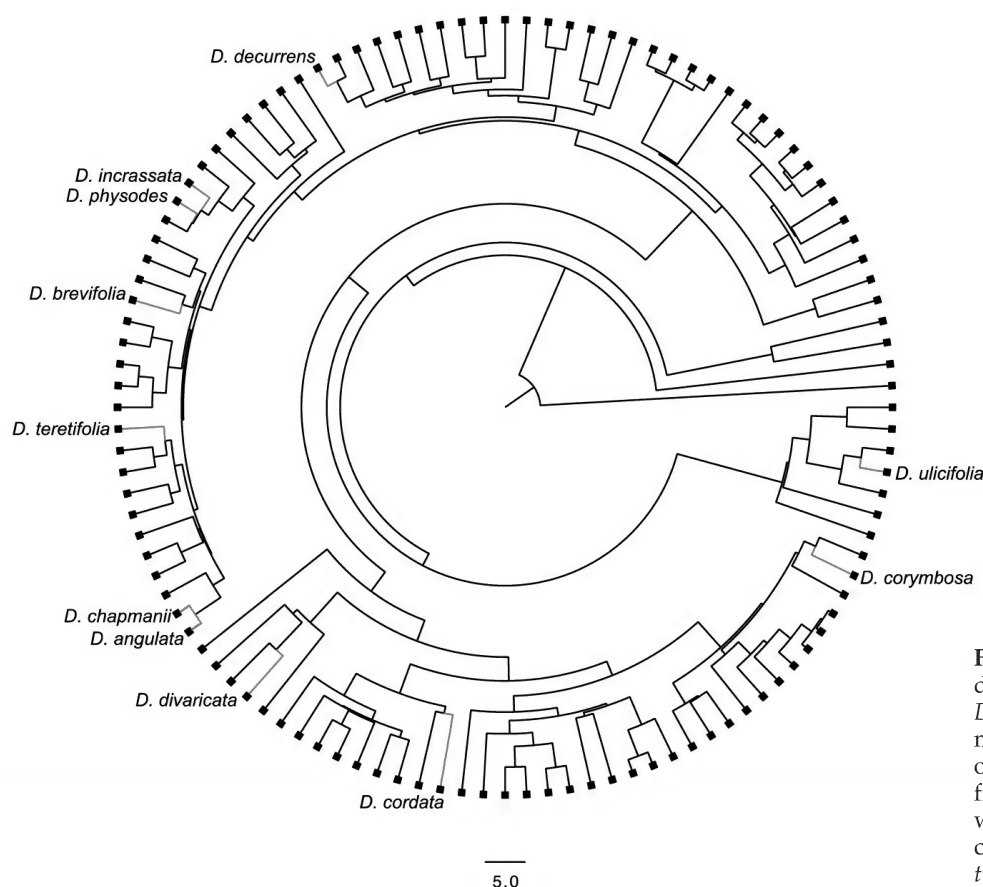 D. decurrens
D. incrassata
D. physodes
D. brevifolia
D. teretifolia
D. ulicifolia
D. corymbosa
D. chapmanii
D. angulata
D. divaricata
D. cordata
5.0